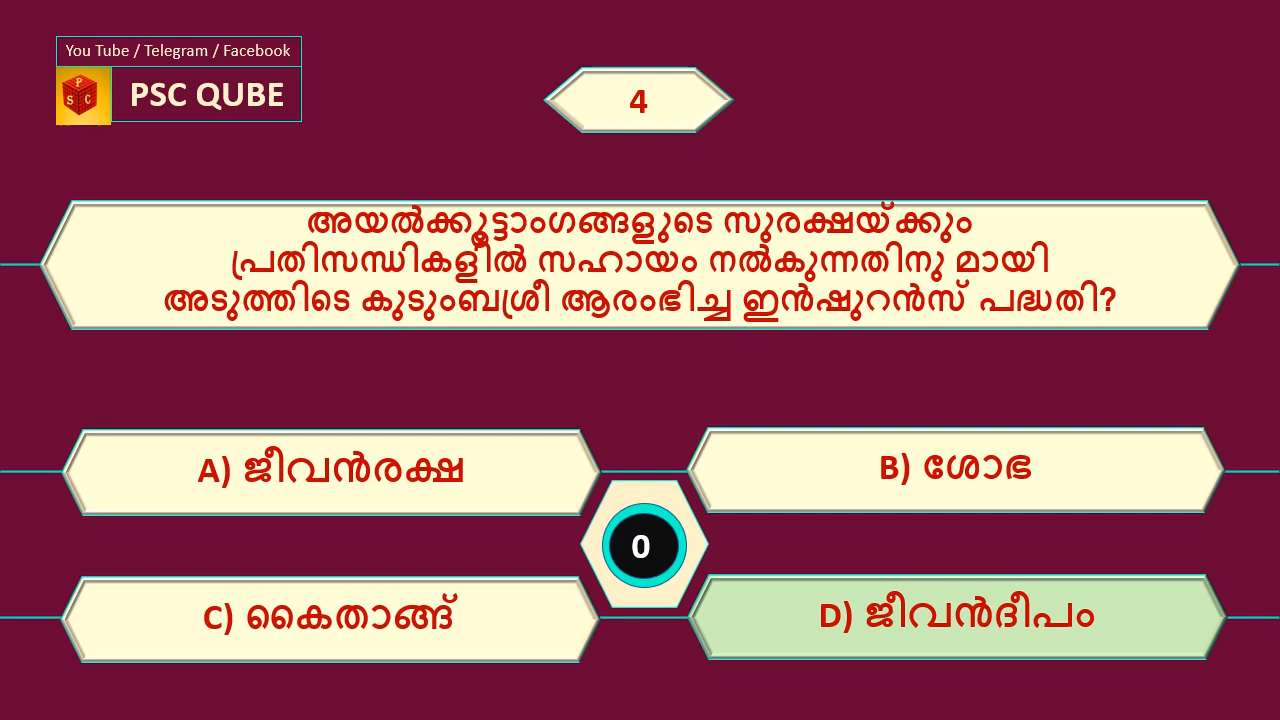 You Tube / Telegram / Facebook
P
S C
PSC QUBE
4
അയൽക്കൂട്ടാംഗങ്ങളുടെ സുരക്ഷയ്ക്കും
പ്രതിസന്ധികളിൽ സഹായം നൽകുന്നതിനു മായി
അടുത്തിടെ കുടുംബശ്രീ ആരംഭിച്ച ഇൻഷുറൻസ് പദ്ധതി?
A) ജീവൻരക്ഷ
B) ശോഭ
0
C) കൈതാങ്ങ്
D) ജീവൻദീപം